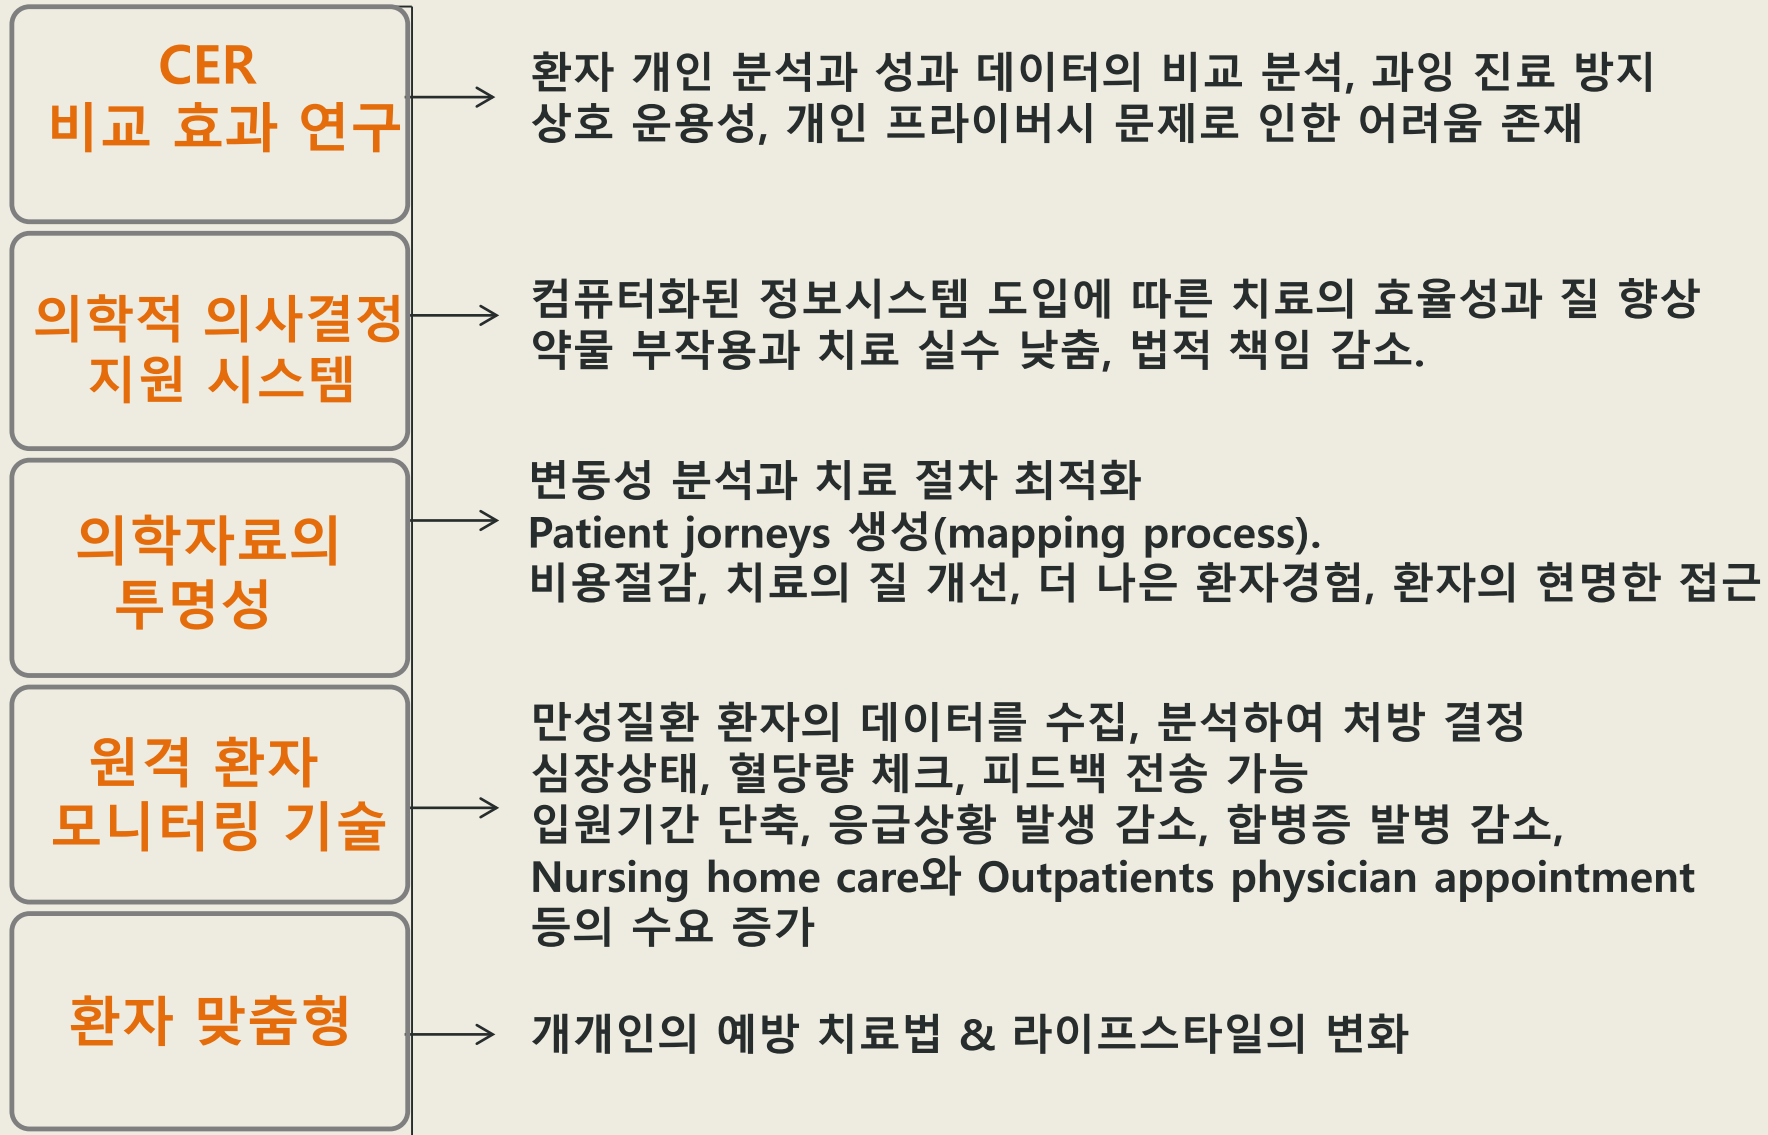 CER
비교 효과 연구
환자 개인 분석과 성과 데이터의 비교 분석, 과잉 진료 방지
상호 운용성, 개인 프라이버시 문제로 인한 어려움 존재
의학적 의사결정
지원 시스템
컴퓨터화된 정보시스템 도입에 따른 치료의 효율성과 질 향상
약물 부작용과 치료 실수 낮춤, 법적 책임 감소.
의학자료의
투명성
변동성 분석과 치료 절차 최적화
Patient jorneys 생성(mapping process).
비용절감, 치료의 질 개선, 더 나은 환자경험, 환자의 현명한 접근
원격 환자
모니터링 기술
만성질환 환자의 데이터를 수집, 분석하여 처방 결정
심장상태, 혈당량 체크, 피드백 전송 가능
입원기간 단축, 응급상황 발생 감소, 합병증 발병 감소,
Nursing home care와 Outpatients physician appointment
등의 수요 증가
환자 맞춤형
개개인의 예방 치료법 & 라이프스타일의 변화